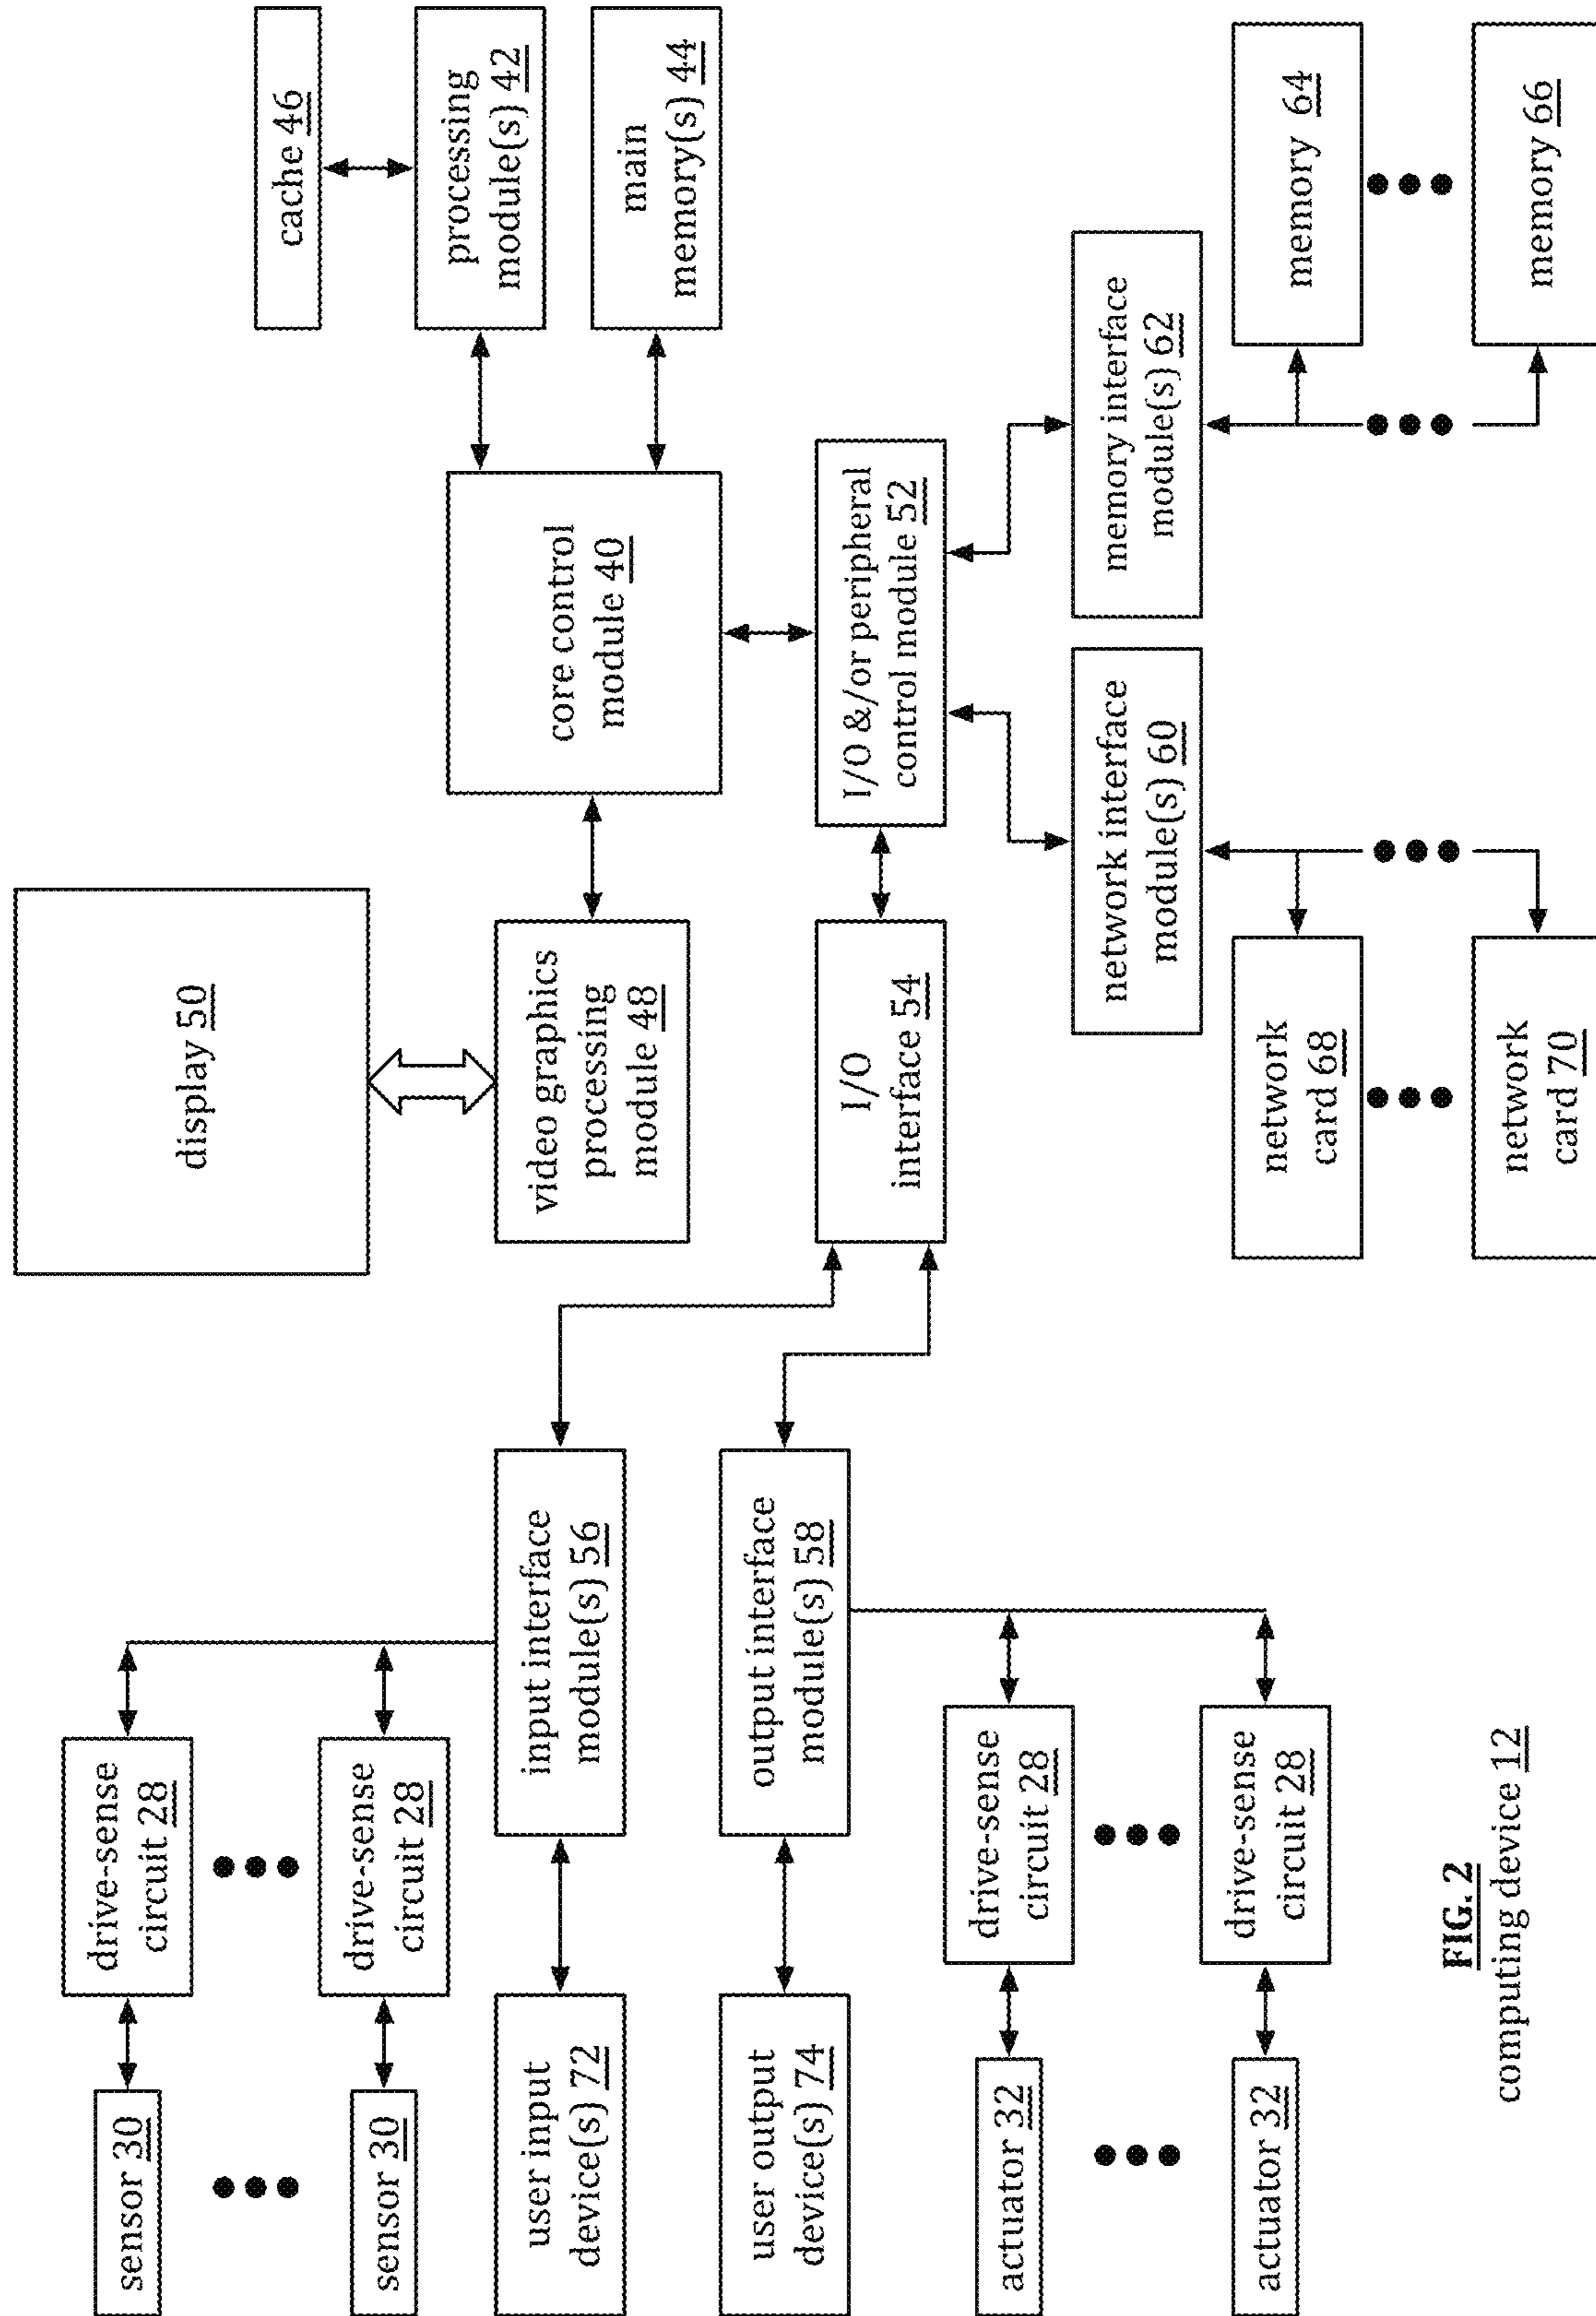 display 50
cache 46
processing
module(s) 42
main
memory(s) 44
core control
module 40
video graphics
processing
module 48
I/O
interface 54
I/O &/or peripheral
control module 52
network interface
module(s) 60
memory interface
module(s) 62
network
card 68
network
card 70
memory 64
memory 66
sensor 30
drive-sense
circuit 28
sensor 30
drive-sense
circuit 28
user input
device(s) 72
input interface
module(s) 56
user output
device(s) 74
output interface
module(s) 58
actuator 32
drive-sense
circuit 28
actuator 32
drive-sense
circuit 28
FIG. 2
computing device 12